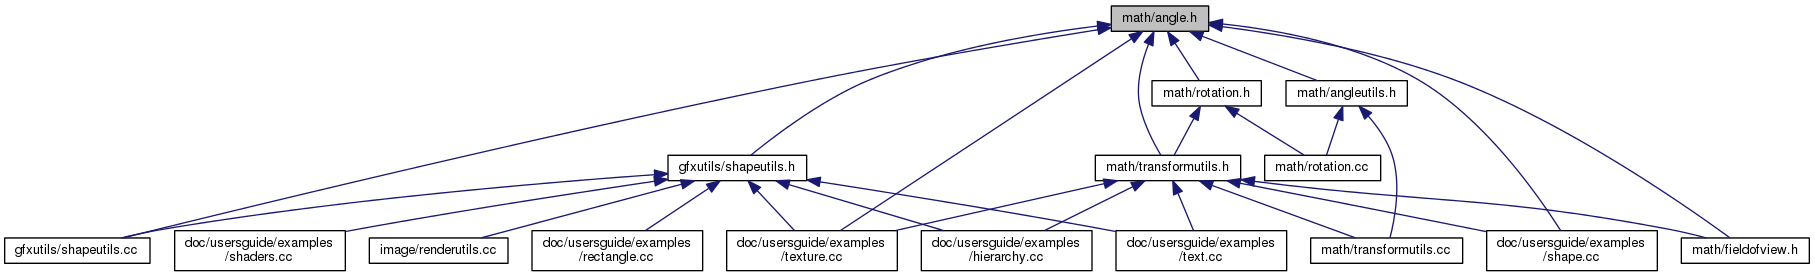 math/angle.h
math/rotation.h
math/angleutils.h
gfxutils/shapeutils.h
math/transformutils.h
math/rotation.cc
gfxutils/shapeutils.cc
doc/usersguide/examples
/shaders.cc
image/renderutils.cc
doc/usersguide/examples
/rectangle.cc
doc/usersguide/examples
/texture.cc
doc/usersguide/examples
/hierarchy.cc
doc/usersguide/examples
/text.cc
math/transformutils.cc
doc/usersguide/examples
/shape.cc
math/fieldofview.h